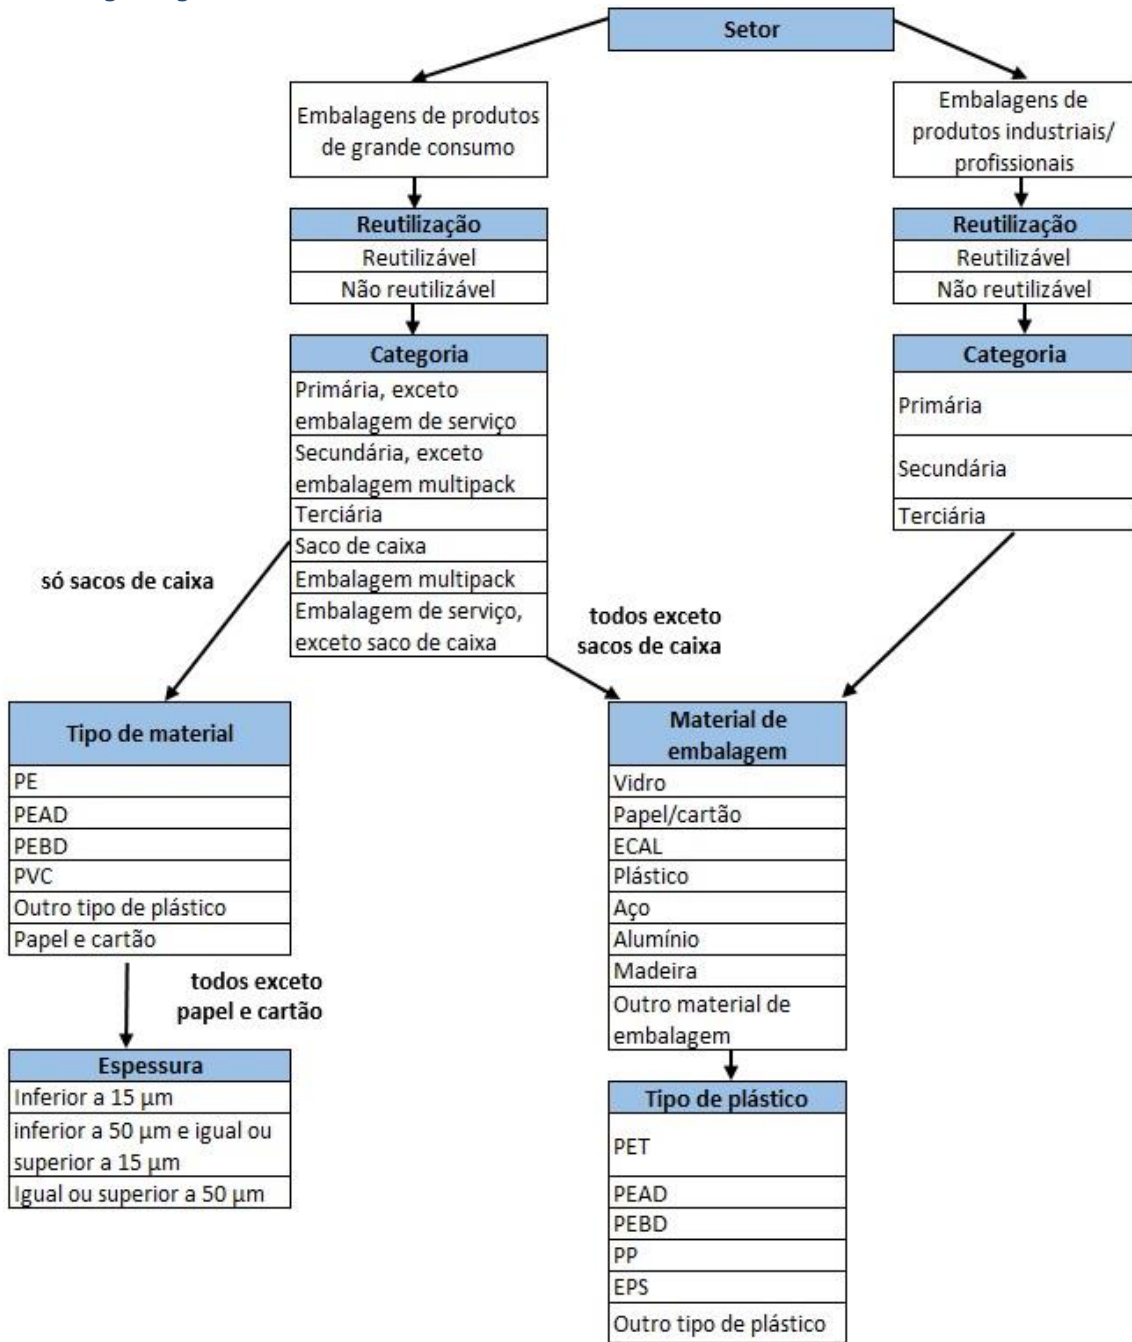 Setor
Embalagens de produtos
de grande consumo
Embalagens de
produtos industriais/
profissionais
Reutilização
Reutilizável
Não reutilizável
Reutilização
Reutilizável
Não reutilizável
Categoria
Primária, exceto
embalagem de serviço
Secundária, exceto
embalagem multipack
Terciária
Saco de caixa
Embalagem multipack
Embalagem de serviço,
exceto saco de caixa
Categoria
Primária
Secundária
Terciária
só sacos de caixa
todos exceto
sacos de caixa
Tipo de material
PE
PEAD
PEBD
PVC
Outro tipo de plástico
Papel e cartão
todos exceto
papel e cartão
Espessura
Inferior a 15 µm
inferior a 50 µm e igual ou
superior a 15 µm
Igual ou superior a 50 µm
Material de
embalagem
Vidro
Papel/cartão
ECAL
Plástico
Aço
Alumínio
Madeira
Outro material de
embalagem
Tipo de plástico
PET
PEAD
PEBD
PP
EPS
Outro tipo de plástico